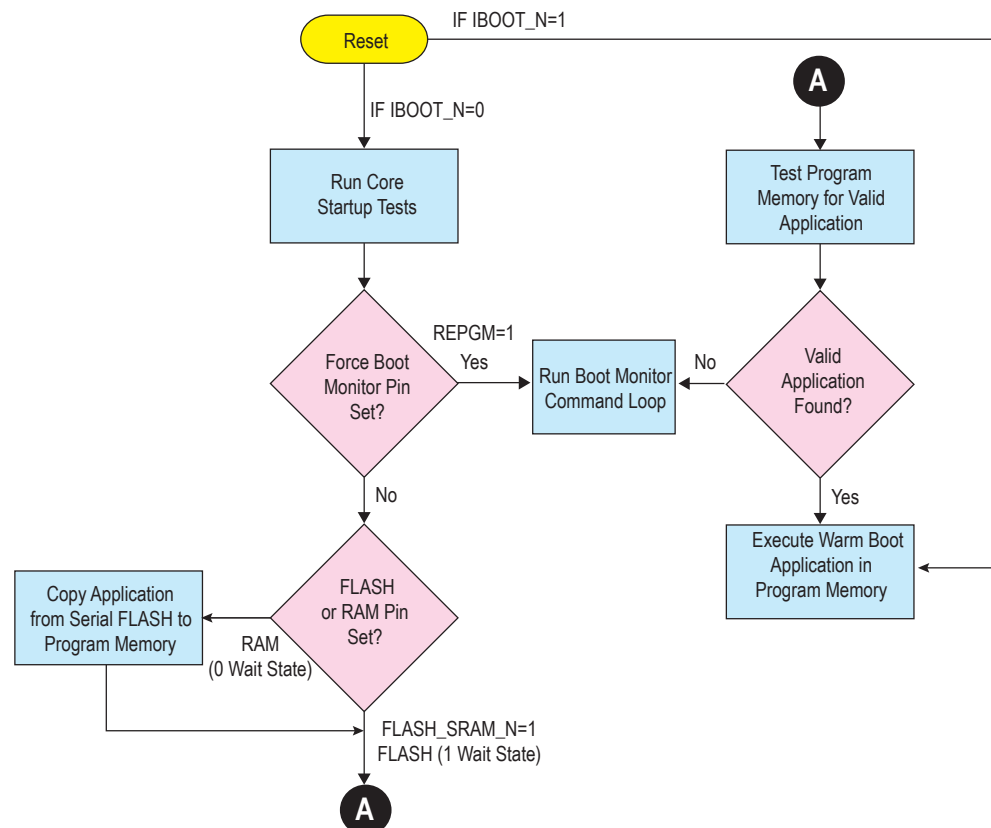 IF IBOOT_N=1
Reset
A
IF IBOOT_N=0
Run Core
Startup Tests
Test Program
Memory for Valid
Application
REPGM=1
Yes
Force Boot
Monitor Pin
Set?
Run Boot Monitor
Command Loop
No
Valid
Application
Found?
No
Yes
FLASH
or RAM Pin
Set?
Execute Warm Boot
Application in
Program Memory
Copy Application
from Serial FLASH to
Program Memory
RAM
(0 Wait State)
FLASH_SRAM_N=1
FLASH (1 Wait State)
A